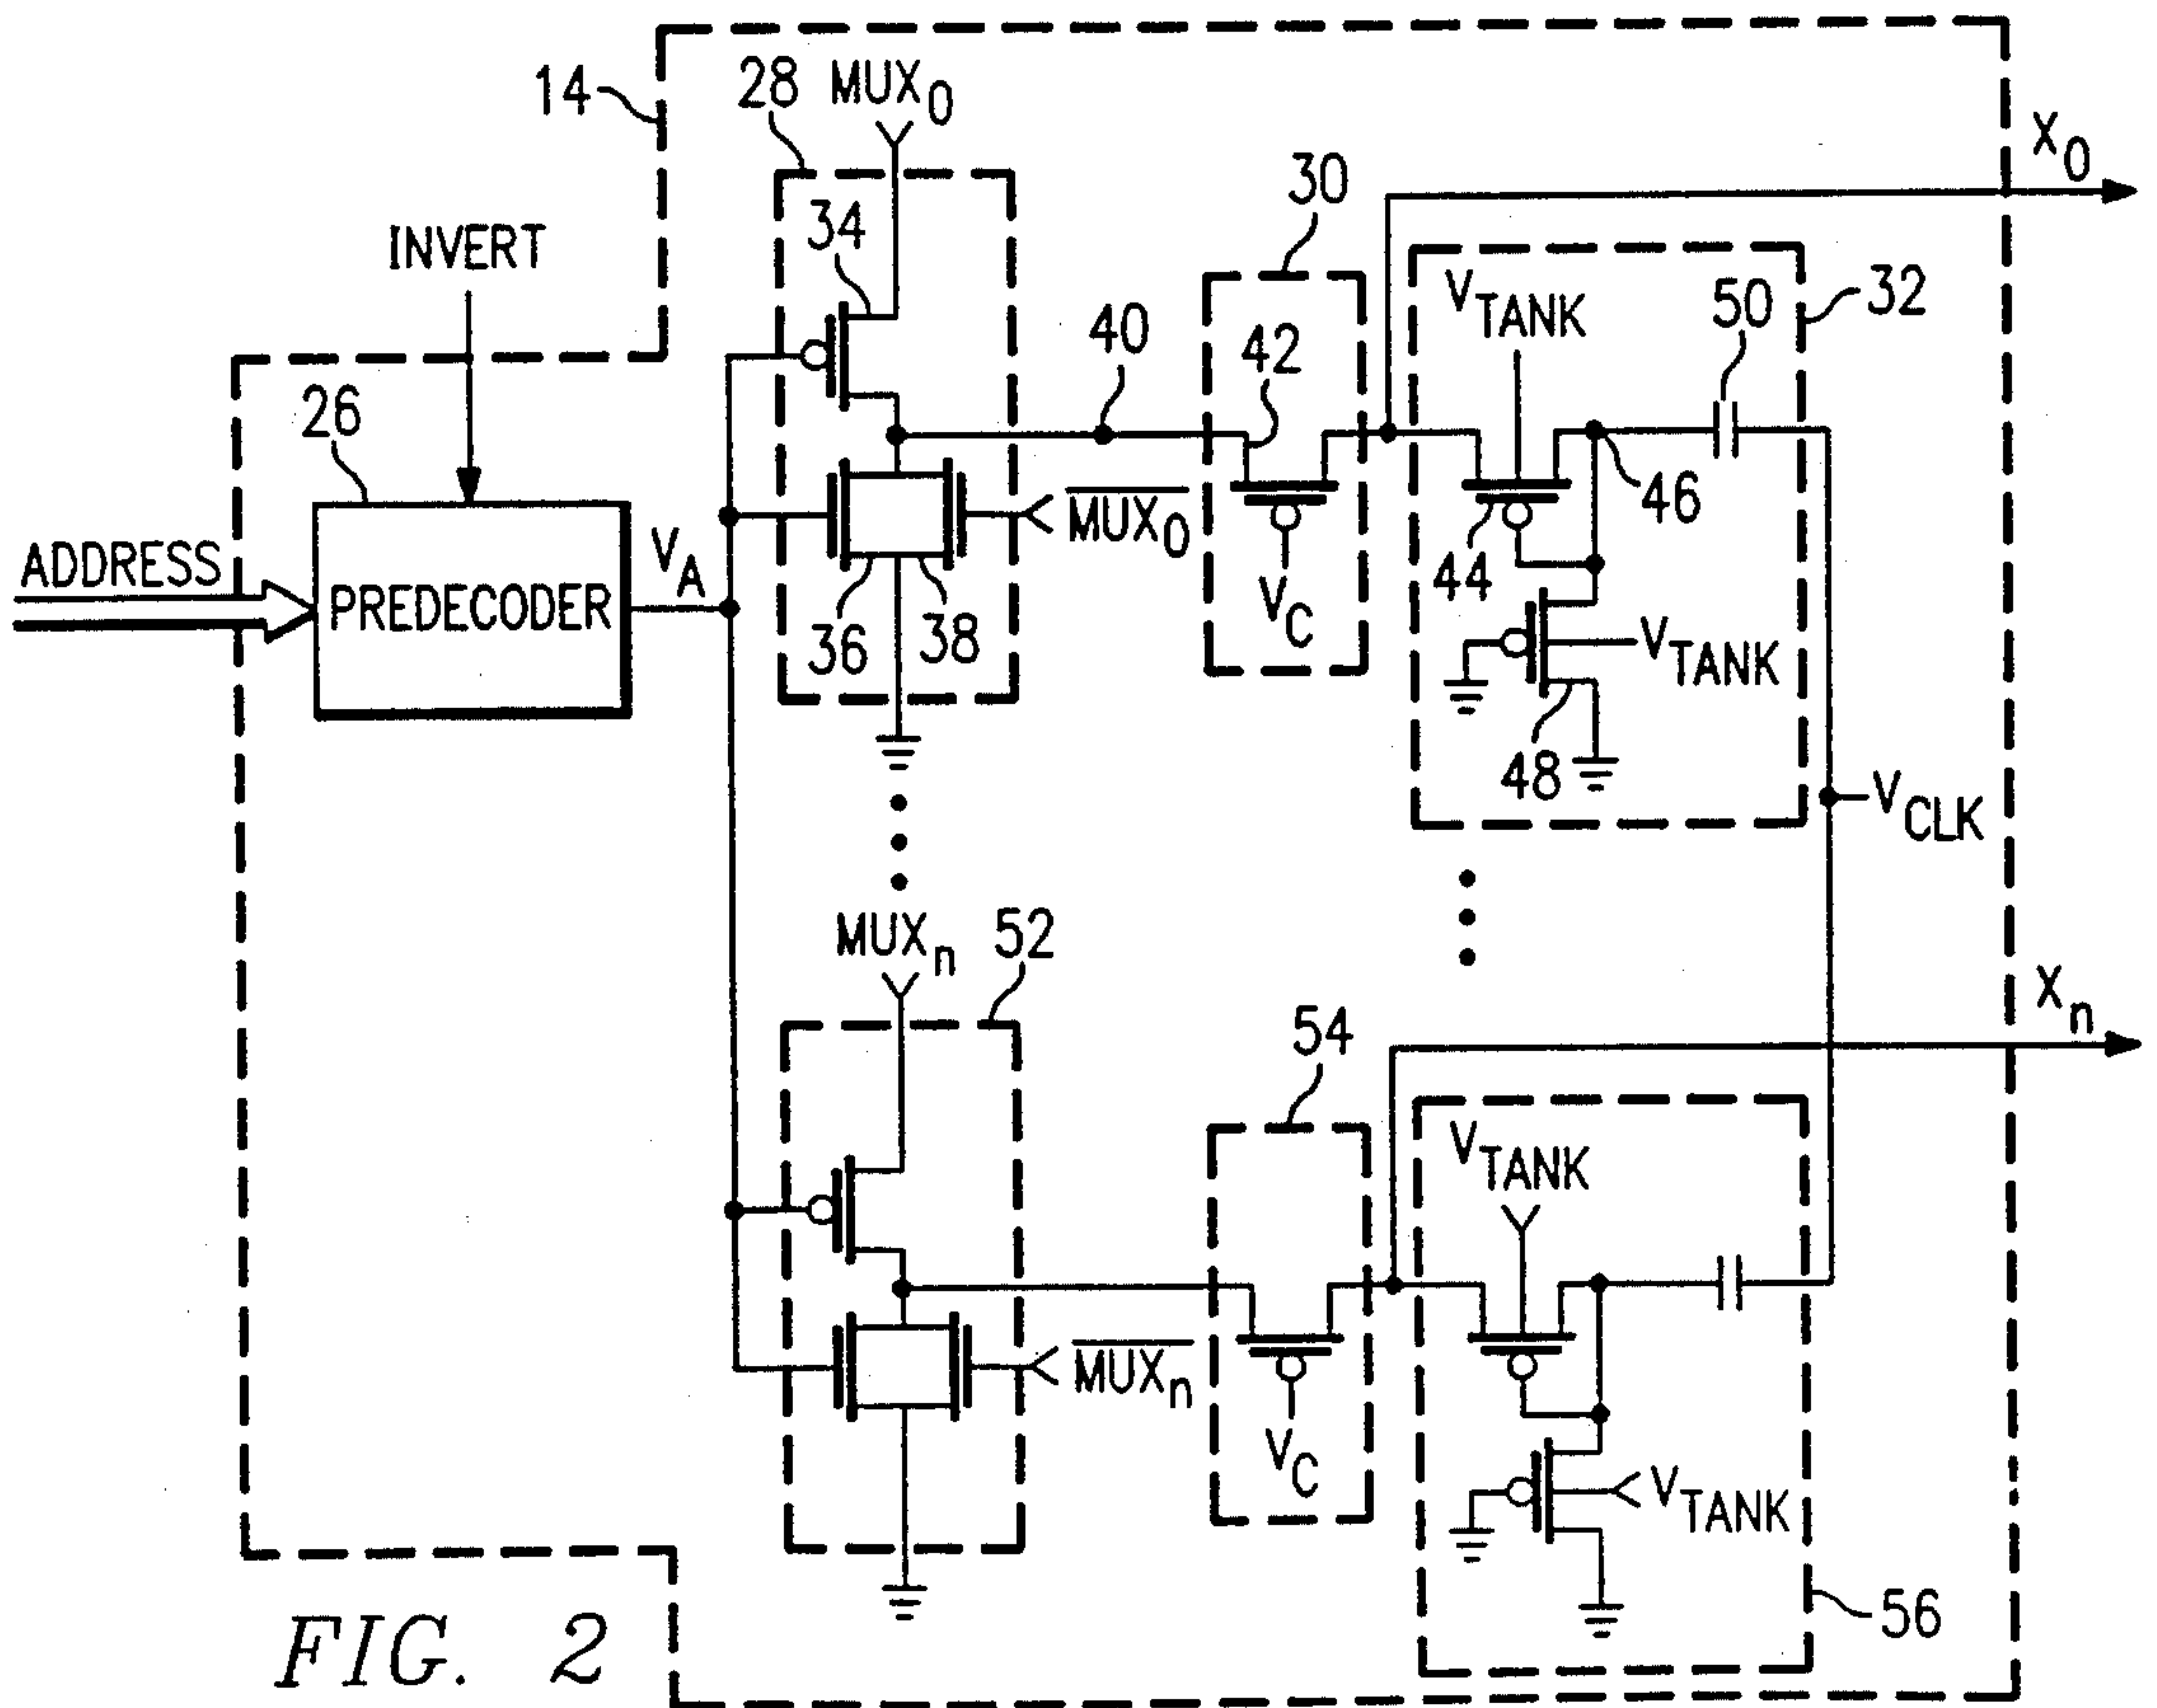 14
28
MUX0
X0
30
INVERT
34
VTANK
50
32
40
42
26
46
MUX0
ADDRESS
PREDECODER
VA
44
36
38
VC
VTANK
48
VCLK
MUXn
52
Xn
54
VTANK
MUXn
VC
VTANK
56
FIG. 2